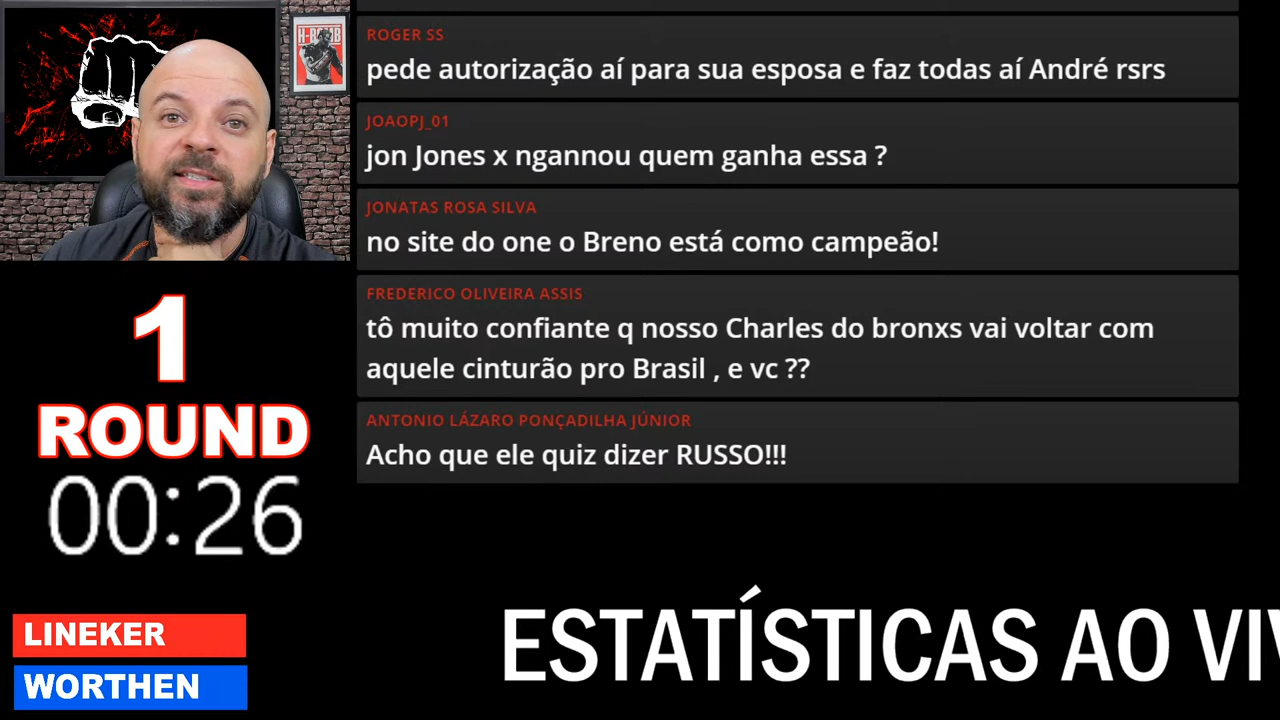 H-BOMB
ROGER SS
pede autorização aí para sua esposa e faz todas aí André rsrs
JOAOPJ_01
jon Jones x ngannou quem ganha essa ?
JONATAS ROSA SILVA
no site do one o Breno está como campeão!
FREDERICO OLIVEIRA ASSIS
tô muito confiante q nosso Charles do bronxs vai voltar com
aquele cinturão pro Brasil , e vc ??
ANTONIO LÁZARO PONÇADILHA JÚNIOR
Acho que ele quiz dizer RUSSO!!!
1
ROUND
00:26
LINEKER
WORTHEN
ESTATÍSTICAS AO VIV